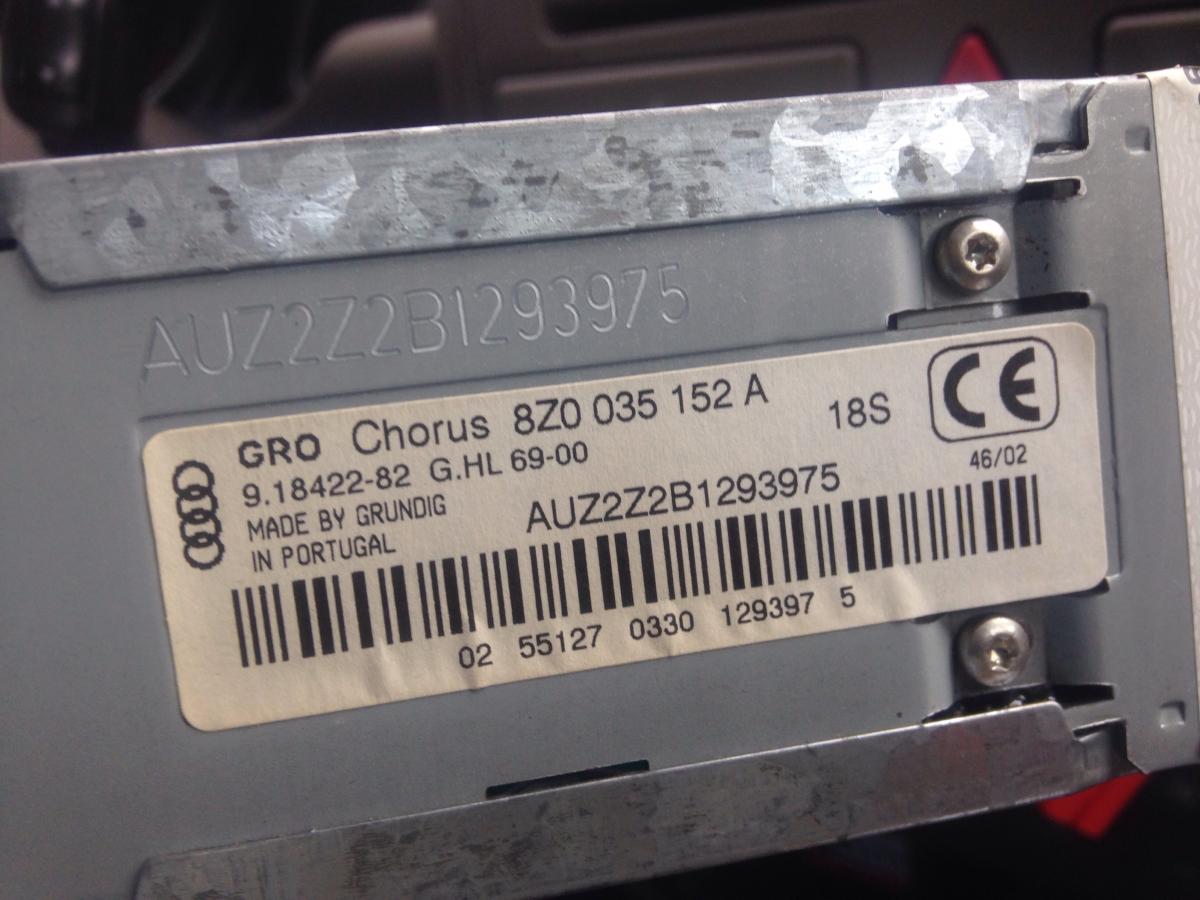 AUZ2Z2B1293975
GRO Chorus 8Z0 035 152 A 18S CE
9.18422-82 G.HL 69-00
46/02
MADE BY GRUNDIG
IN PORTUGAL
AUZ2Z2B1293975
02 55127 0330 129397 5